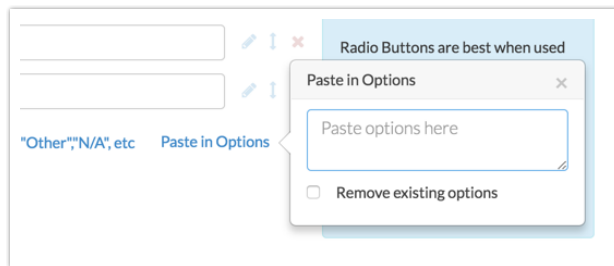 Radio Buttons are best when used
Paste in Options
Paste options here
"Other","N/A", etc
Paste in Options
Remove existing options